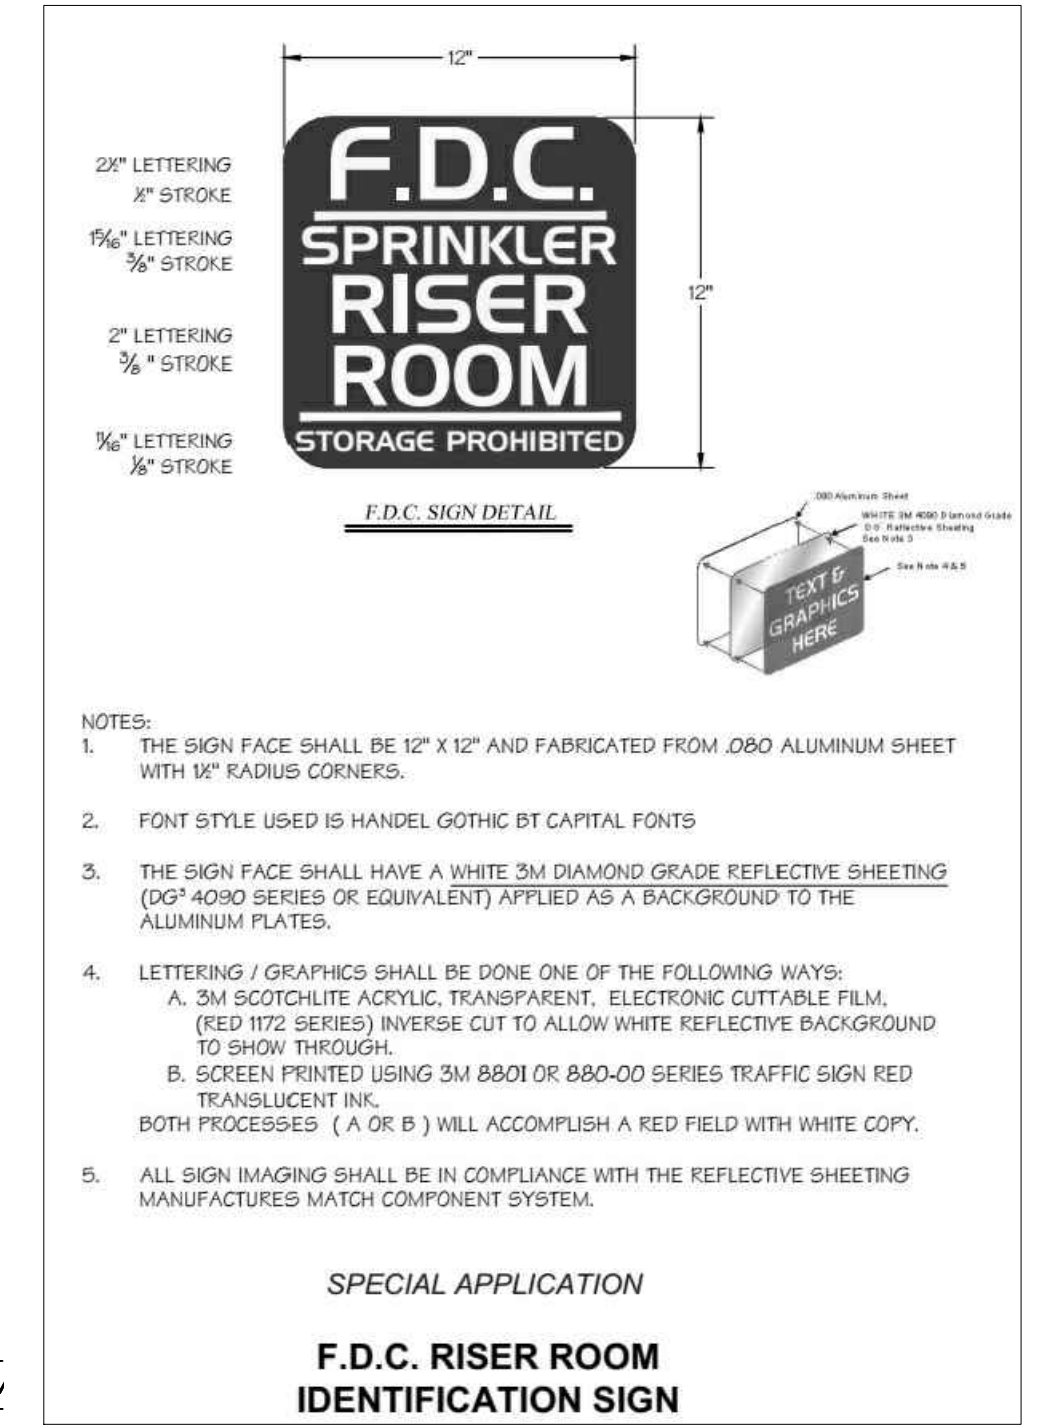 12"
F.D.C.
SPRINKLER
RISER
ROOM
STORAGE PROHIBITED
2½" LETTERING
½" STROKE
1 5/16" LETTERING
3/8" STROKE
2" LETTERING
3/8 " STROKE
11/16" LETTERING
1/8" STROKE
12"
F.D.C. SIGN DETAIL
.080 Aluminum Sheet
WHITE 3M 4090 Diamond Grade
Reflective Sheeting
See Note 3
See Note 4 & 5
TEXT &
GRAPHICS
HERE
NOTES:
1. THE SIGN FACE SHALL BE 12" X 12" AND FABRICATED FROM .080 ALUMINUM SHEET
WITH 1½" RADIUS CORNERS.
2. FONT STYLE USED IS HANDEL GOTHIC BT CAPITAL FONTS
3. THE SIGN FACE SHALL HAVE A WHITE 3M DIAMOND GRADE REFLECTIVE SHEETING
(DG³ 4090 SERIES OR EQUIVALENT) APPLIED AS A BACKGROUND TO THE
ALUMINUM PLATES.
4. LETTERING / GRAPHICS SHALL BE DONE ONE OF THE FOLLOWING WAYS:
A. 3M SCOTCHLITE ACRYLIC, TRANSPARENT, ELECTRONIC CUTTABLE FILM,
(RED 1172 SERIES) INVERSE CUT TO ALLOW WHITE REFLECTIVE BACKGROUND
TO SHOW THROUGH.
B. SCREEN PRINTED USING 3M 880I OR 880-00 SERIES TRAFFIC SIGN RED
TRANSLUCENT INK.
BOTH PROCESSES ( A OR B ) WILL ACCOMPLISH A RED FIELD WITH WHITE COPY.
5. ALL SIGN IMAGING SHALL BE IN COMPLIANCE WITH THE REFLECTIVE SHEETING
MANUFACTURES MATCH COMPONENT SYSTEM.
SPECIAL APPLICATION
F.D.C. RISER ROOM
IDENTIFICATION SIGN